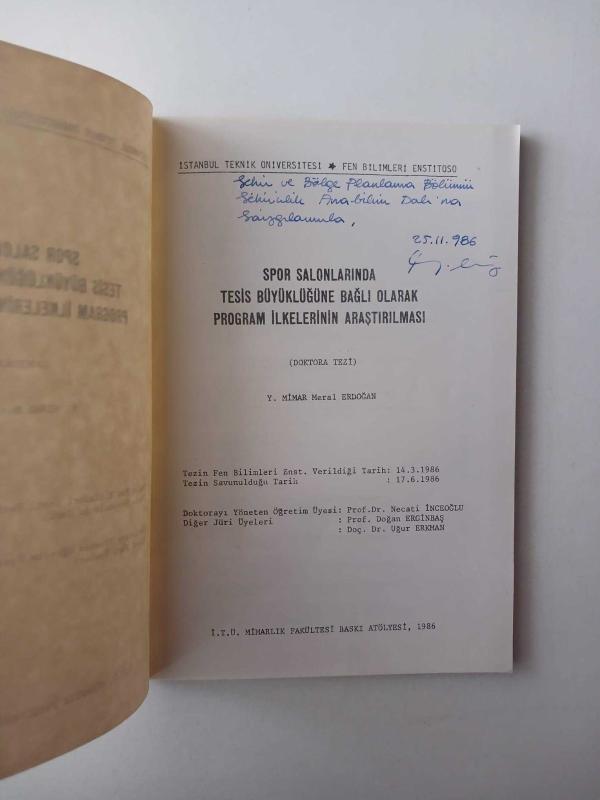 İSTANBUL TEKNİK ÜNİVERSİTESİ ★ FEN BİLİMLERİ ENSTİTÜSÜ
Şehir ve Bölge Planlama Bölümü
Şehircilik Anabilim Dalı'na
Saygılarımla,
25.11.986
SPOR SALONLARINDA
TESİS BÜYÜKLÜĞÜNE BAĞLI OLARAK
PROGRAM İLKELERİNİN ARAŞTIRILMASI
(DOKTORA TEZİ)
Y. MİMAR Meral ERDOĞAN
Tezin Fen Bilimleri Enst. Verildiği Tarih: 14.3.1986
Tezin Savunulduğu Tarih : 17.6.1986
Doktorayı Yöneten Öğretim Üyesi: Prof.Dr. Necati İNCEOĞLU
Diğer Jüri Üyeleri : Prof. Doğan ERGİNBAŞ
: Doç. Dr. Uğur ERKMAN
İ.T.Ü. MİMARLIK FAKÜLTESİ BASKI ATÖLYESİ, 1986